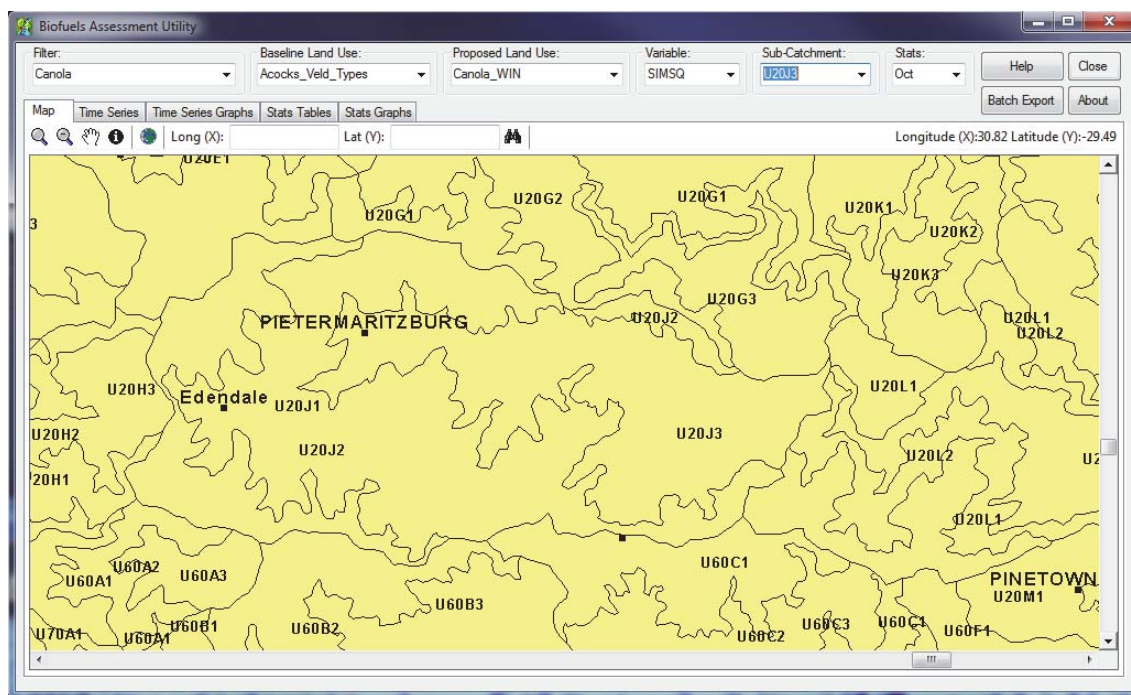 Biofuels Assessment Utility
Filter: Baseline Land Use: Proposed Land Use: Variable: Sub-Catchment: Stats:
Canola Acocks_Veld_Types Canola_WIN SIMSQ U20J3 Oct Help Close
Batch Export About
Map Time Series Time Series Graphs Stats Tables Stats Graphs
Long (X): Lat (Y): Longitude (X):30.82 Latitude (Y):-29.49
U20E1
U20G1 U20G2 U20G1 U20K1
3 U20K2
U20K3
U20G3
PIETERMARITZBURG U20J2 U20L1
U20L2
U20H3 Edendale U20J1 U20L1
U20H2 U20J2 U20J3 U20L2
20H1
U20L1
U60A1 U60A2 U60A3 U60C1 PINETOWN
U20M1
U60B3
U70A1 U60A1 U60B1 U60B2 U60C2 U60C3 U60C1 U60F1